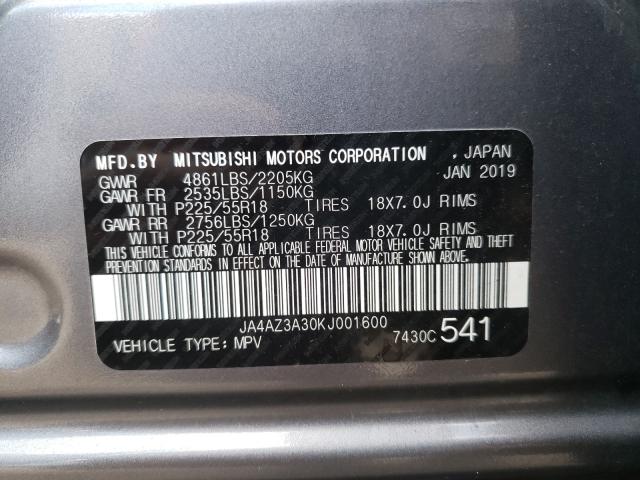 MFD.BY MITSUBISHI MOTORS CORPORATION , JAPAN
GVWR 4861LBS/2205KG JAN 2019
GAWR FR 2535LBS/1150KG
WITH P225/55R18 TIRES 18X7.0J RIMS
GAWR RR 2756LBS/1250KG
WITH P225/55R18 TIRES 18X7.0J RIMS
THIS VEHICLE CONFORMS TO ALL APPLICABLE FEDERAL MOTOR VEHICLE SAFETY AND THEFT
PREVENTION STANDARDS IN EFFECT ON THE DATE OF MANUFACTURE SHOWN ABOVE.
JA4AZ3A30KJ001600
VEHICLE TYPE: MPV 7430C 541